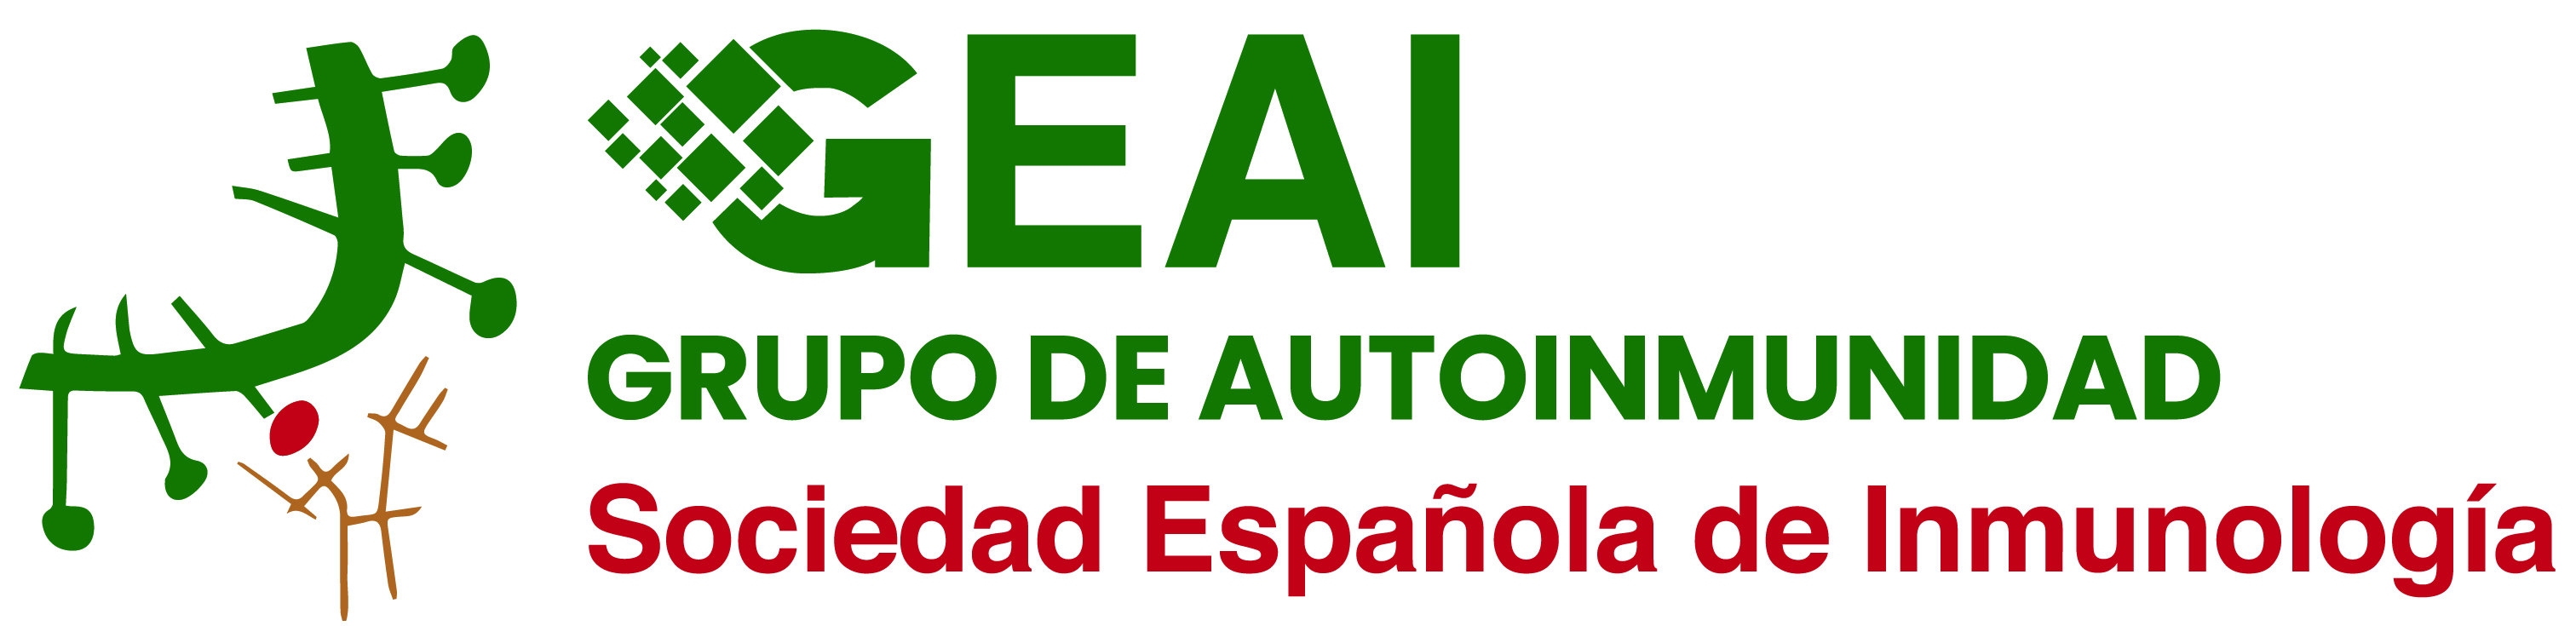 GEAI
GRUPO DE AUTOINMUNIDAD
Sociedad Española de Inmunología